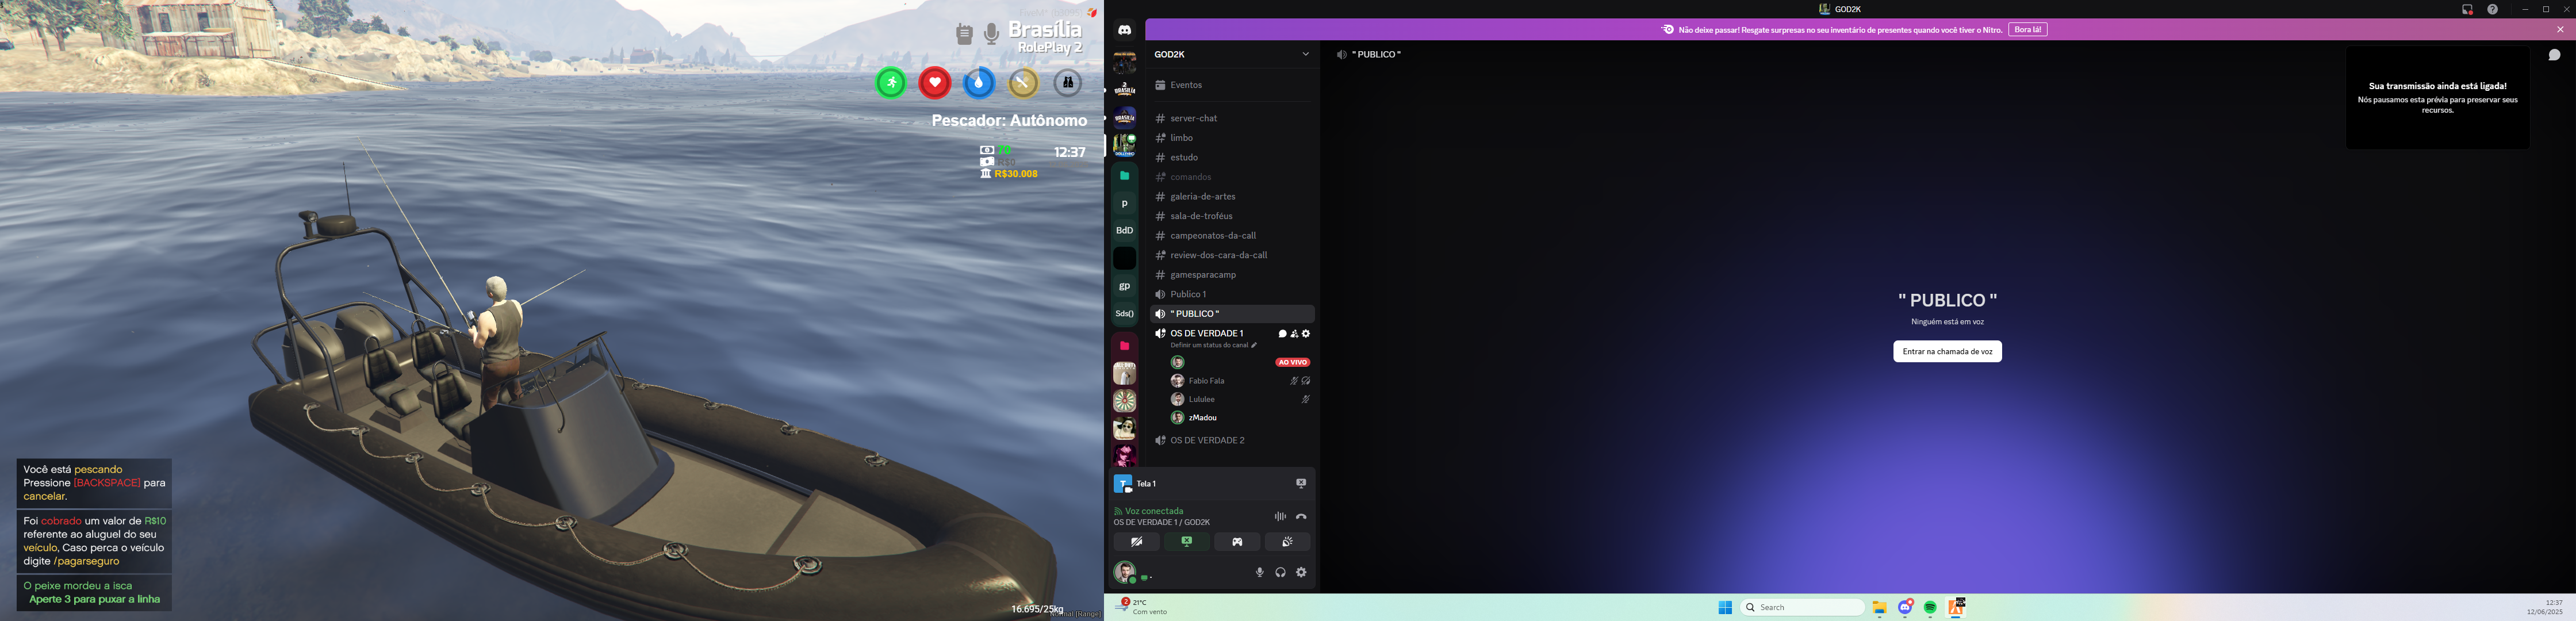 Brasília
RolePlay 2
Pescador: Autônomo
12:37
R$0
R$30.008
Você está pescando
Pressione [BACKSPACE] para
cancelar.
Foi cobrado um valor de R$10
referente ao aluguel do seu
veículo, Caso perca o veículo
digite /pagarseguro
O peixe mordeu a isca
Aperte 3 para puxar a linha
16.695/25kg
[Range]
GOD2K
Não deixe passar! Resgate surpresas no seu inventário de presentes quando você tiver o Nitro.
Bora lá!
GOD2K
Eventos
server-chat
limbo
estudo
comandos
galeria-de-artes
sala-de-troféus
campeonatos-da-call
review-dos-cara-da-call
gamesparacamp
Publico 1
" PUBLICO "
OS DE VERDADE 1
Definir um status do canal
AO VIVO
Fabio Fala
Lululee
zMadou
OS DE VERDADE 2
p
BdD
gp
Sds()
T
Tela 1
Voz conectada
OS DE VERDADE 1 / GOD2K
" PUBLICO "
Sua transmissão ainda está ligada!
Nós pausamos esta prévia para preservar seus
recursos.
" PUBLICO "
Ninguém está em voz
Entrar na chamada de voz
2
21°C
Com vento
Search
12:37
12/06/2025